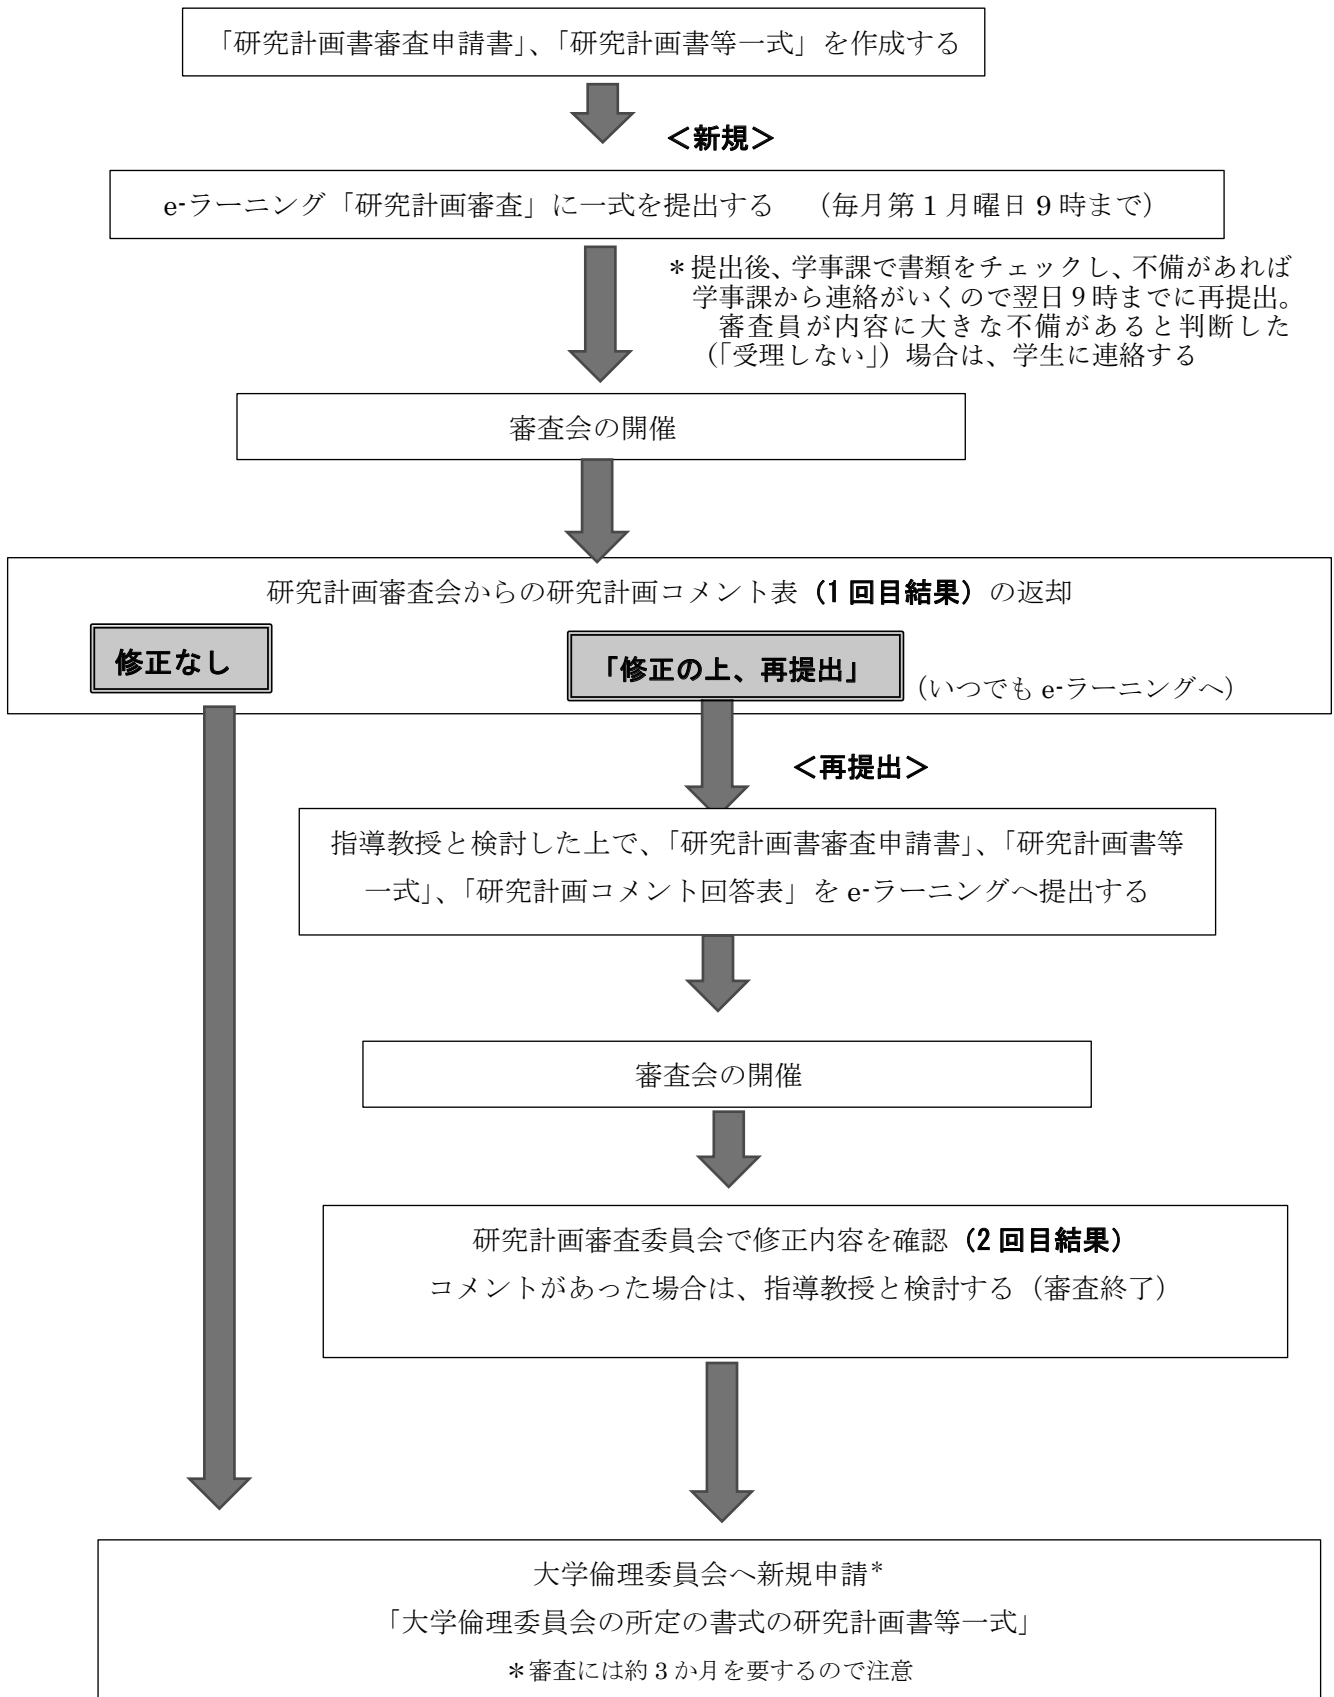 「研究計画書審査申請書」、「研究計画書等一式」を作成する
＜新規＞
e-ラーニング「研究計画審査」に一式を提出する　（毎月第1月曜日9時まで）
＊提出後、学事課で書類をチェックし、不備があれば
学事課から連絡がいくので翌日9時までに再提出。
審査員が内容に大きな不備があると判断した
（「受理しない」）場合は、学生に連絡する
審査会の開催
研究計画審査会からの研究計画コメント表（1回目結果）の返却
修正なし
「修正の上、再提出」
（いつでもe-ラーニングへ）
＜再提出＞
指導教授と検討した上で、「研究計画書審査申請書」、「研究計画書等
一式」、「研究計画コメント回答表」をe-ラーニングへ提出する
審査会の開催
研究計画審査委員会で修正内容を確認（2回目結果）
コメントがあった場合は、指導教授と検討する（審査終了）
大学倫理委員会へ新規申請*
「大学倫理委員会の所定の書式の研究計画書等一式」
＊審査には約3か月を要するので注意